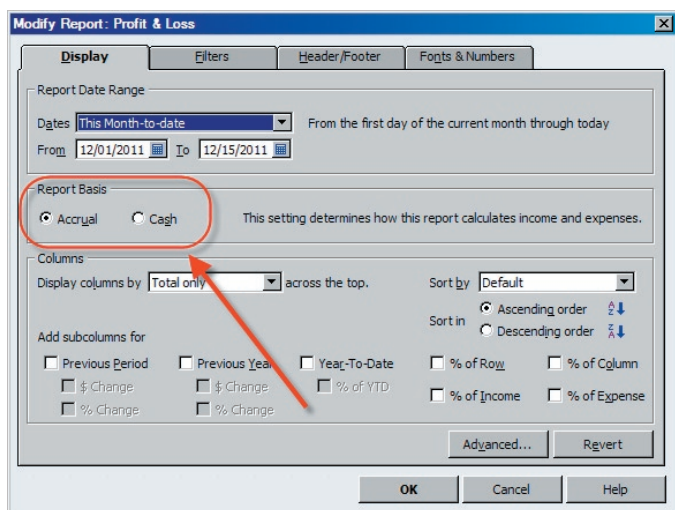 Modify Report: Profit & Loss
Display Filters Header/Footer Fonts & Numbers
Report Date Range
Dates This Month-to-date From the first day of the current month through today
From 12/01/2011 To 12/15/2011
Report Basis
Accrual Cash This setting determines how this report calculates income and expenses.
Columns
Display columns by Total only across the top. Sort by Default
Sort in Ascending order
Descending order
Add subcolumns for
Previous Period Previous Year Year-To-Date % of Row % of Column
$ Change $ Change % of YTD
% of Income % of Expense
% Change % Change
Advanced... Revert
OK Cancel Help